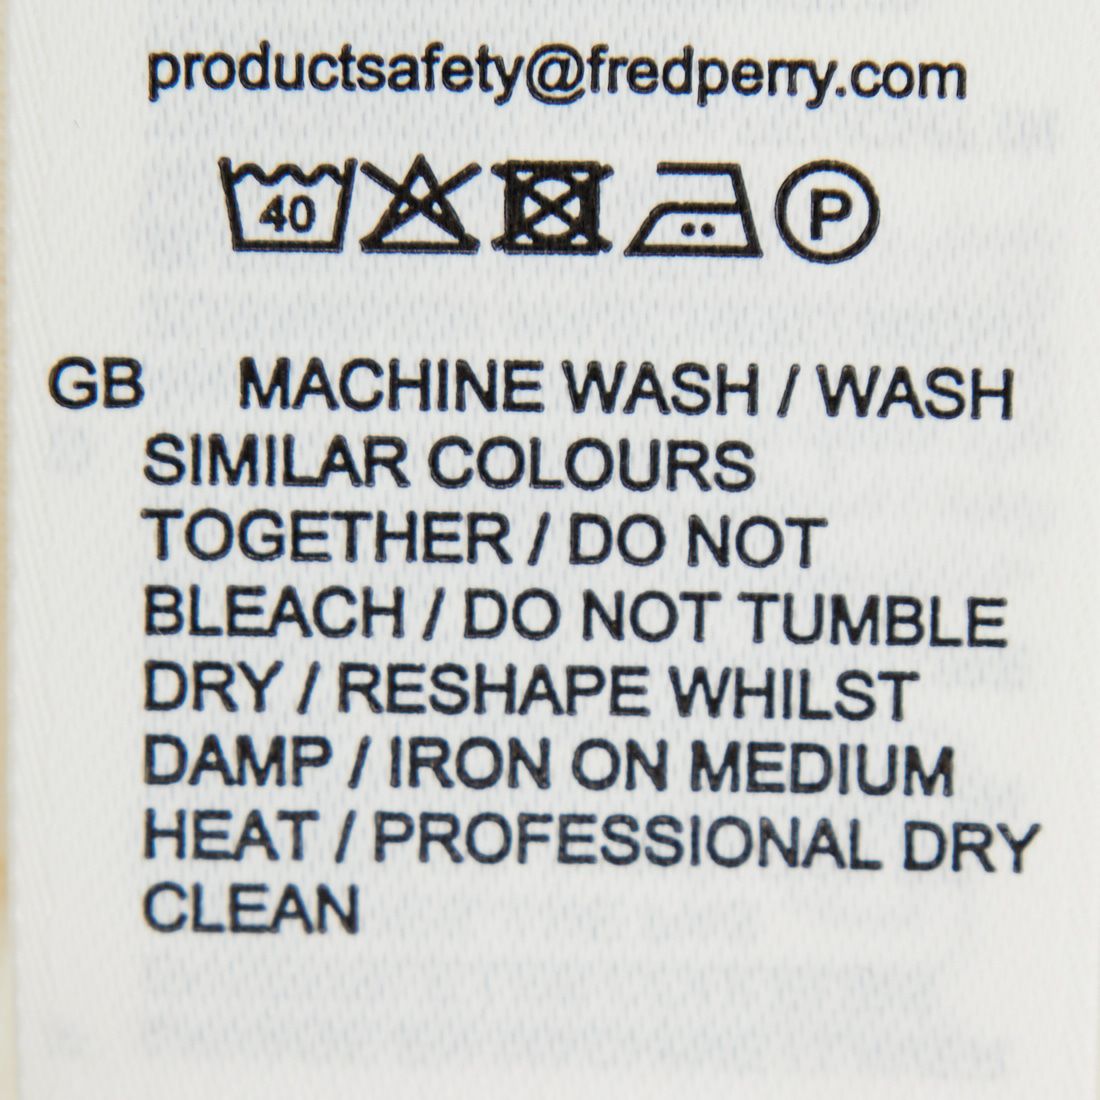 productsafety@fredperry.com
40 P
GB MACHINE WASH / WASH
SIMILAR COLOURS
TOGETHER / DO NOT
BLEACH / DO NOT TUMBLE
DRY / RESHAPE WHILST
DAMP / IRON ON MEDIUM
HEAT / PROFESSIONAL DRY
CLEAN